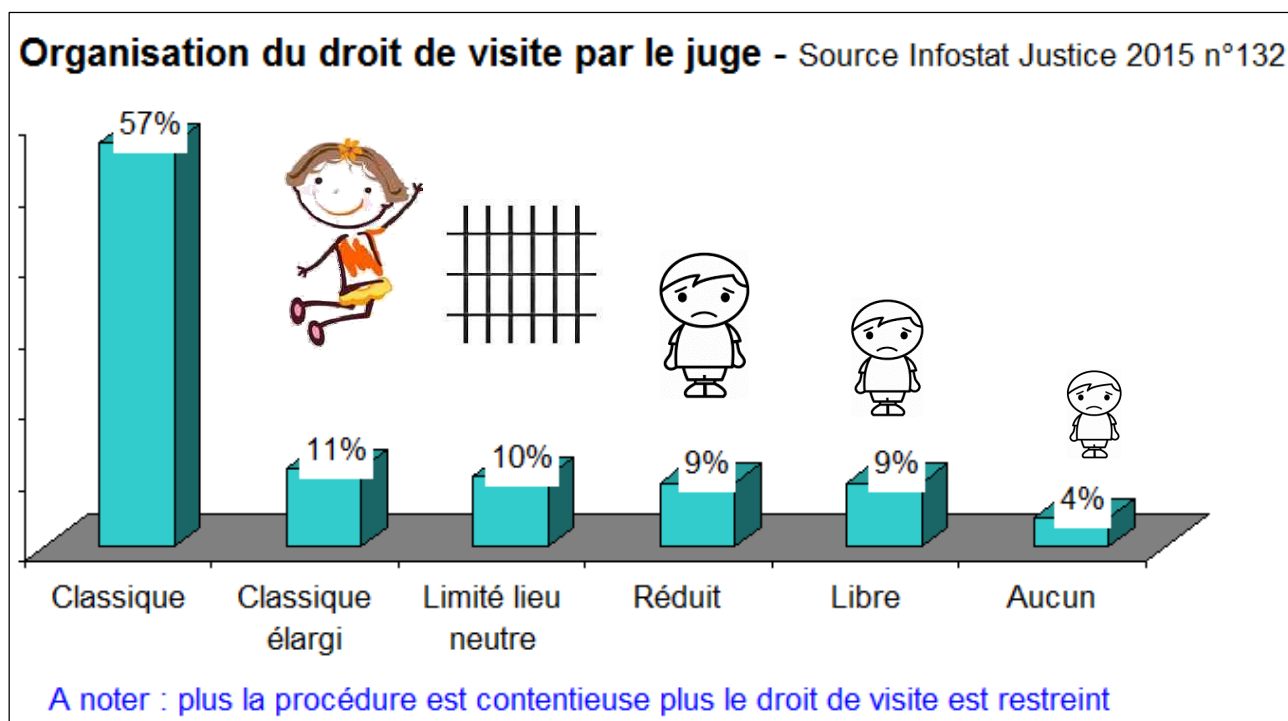 Organisation du droit de visite par le juge - Source Infostat Justice 2015 n°132
57%
11%
10%
9%
9%
4%
Classique
Classique
élargi
Limité lieu
neutre
Réduit
Libre
Aucun
A noter : plus la procédure est contentieuse plus le droit de visite est restreint